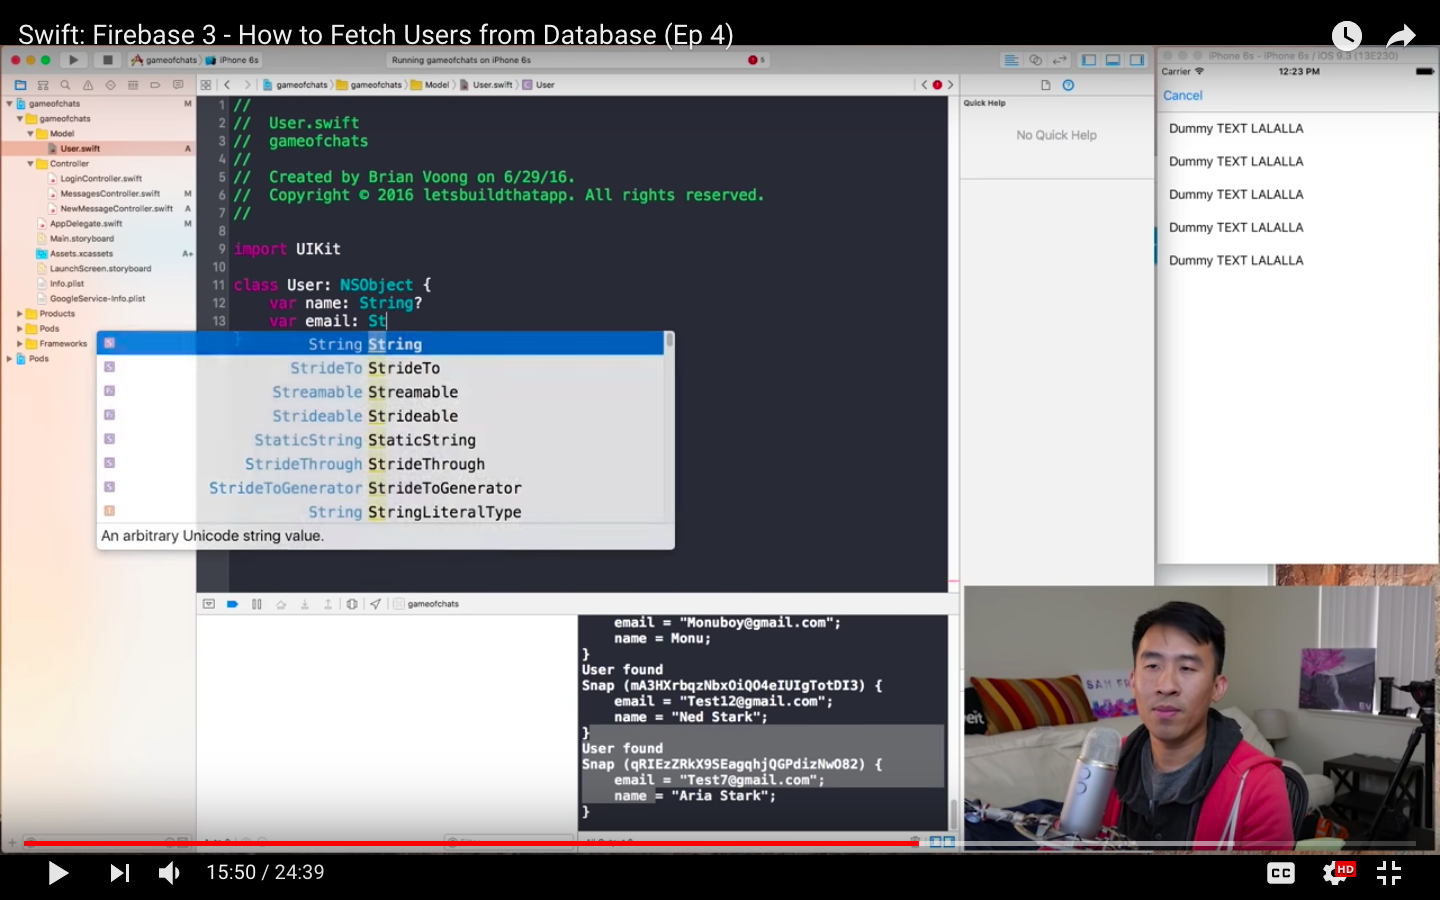 Swift: Firebase 3 - How to Fetch Users from Database (Ep 4)
gameofchats
iPhone 6s
Running gameofchats on iPhone 6s
5
iPhone 6s - iPhone 6s / iOS 9.3 (13E230)
gameofchats
gameofchats
Model
User.swift
User
gameofchats M
gameofchats
Model
User.swift A
Controller
LoginController.swift
MessagesController.swift M
NewMessageController.swift A
AppDelegate.swift M
Main.storyboard
Assets.xcassets A+
LaunchScreen.storyboard
Info.plist
GoogleService-Info.plist
Products
Pods
Frameworks
Pods
1 //
2 // User.swift
3 // gameofchats
4 //
5 // Created by Brian Voong on 6/29/16.
6 // Copyright © 2016 letsbuildthatapp. All rights reserved.
7 //
8
9 import UIKit
10
11 class User: NSObject {
12 var name: String?
13 var email: St
}
String String
StrideTo StrideTo
Streamable Streamable
Strideable Strideable
StaticString StaticString
StrideThrough StrideThrough
StrideToGenerator StrideToGenerator
String StringLiteralType
An arbitrary Unicode string value.
Quick Help
No Quick Help
Carrier 12:23 PM
Cancel
Dummy TEXT LALALLA
Dummy TEXT LALALLA
Dummy TEXT LALALLA
Dummy TEXT LALALLA
Dummy TEXT LALALLA
gameofchats
email = "Monuboy@gmail.com";
name = Monu;
}
User found
Snap (mA3HXrbqzNbxOiQO4eIUIgTotDI3) {
email = "Test12@gmail.com";
name = "Ned Stark";
}
User found
Snap (qRIEzZRkX9SEagqhjQGPdizNwO82) {
email = "Test7@gmail.com";
name = "Aria Stark";
}
SAN FR
15:50 / 24:39
CC
HD